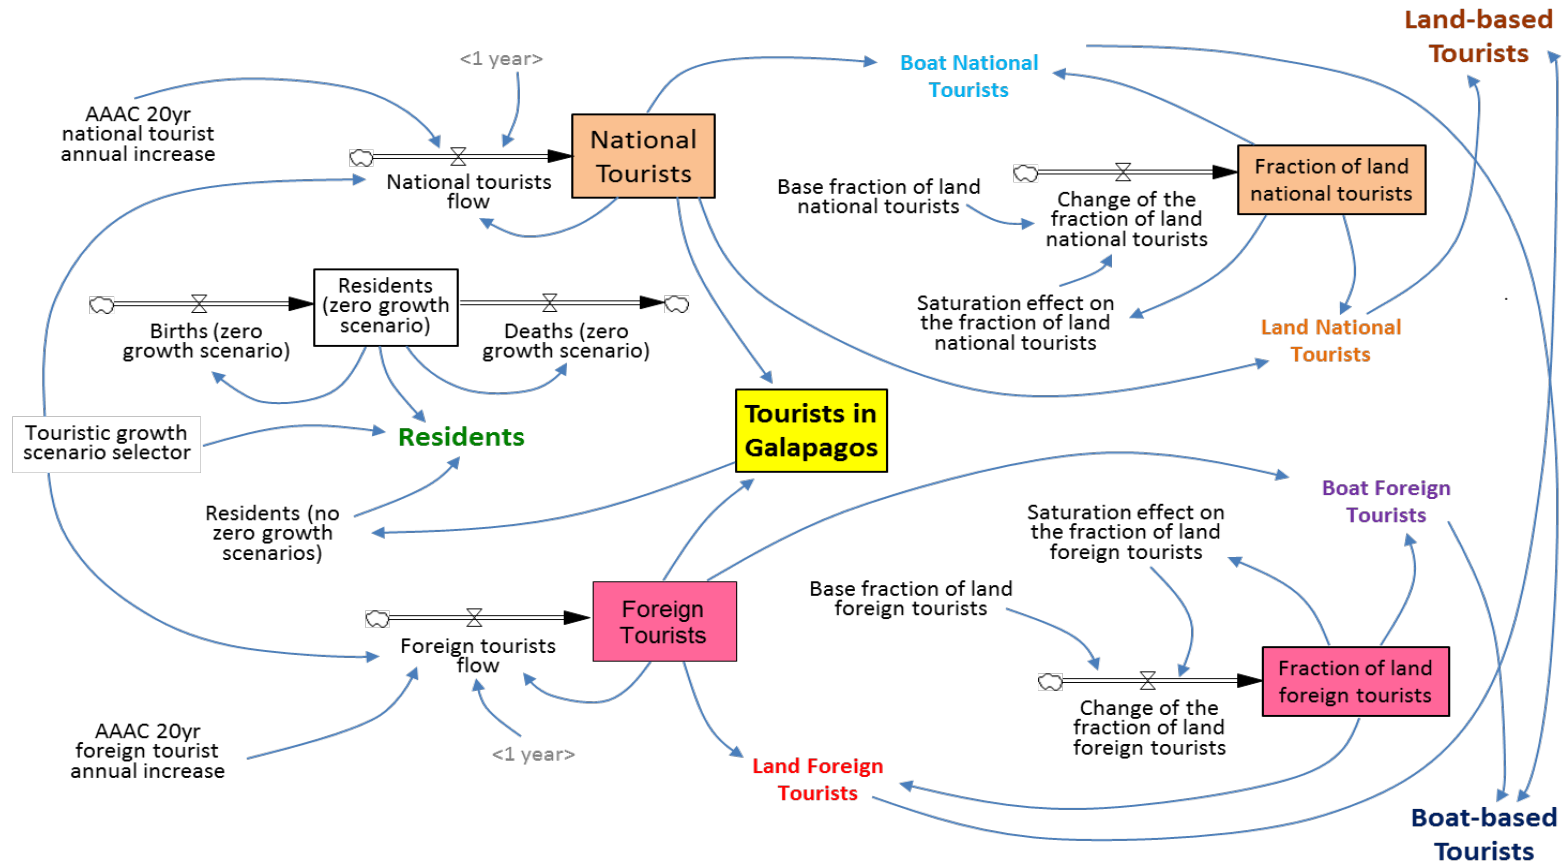 Land-based
Tourists
<1 year>
Boat National
Tourists
AAAC 20yr
national tourist
annual increase
National
Tourists
National tourists
flow
Fraction of land
national tourists
Base fraction of land
national tourists
Change of the
fraction of land
national tourists
Residents
(zero growth
scenario)
Births (zero
growth scenario)
Deaths (zero
growth scenario)
Saturation effect on
the fraction of land
national tourists
Land National
Tourists
Touristic growth
scenario selector
Residents
Tourists in
Galapagos
Residents (no
zero growth
scenarios)
Boat Foreign
Tourists
Saturation effect on
the fraction of land
foreign tourists
Base fraction of land
foreign tourists
Foreign
Tourists
Foreign tourists
flow
Fraction of land
foreign tourists
Change of the
fraction of land
foreign tourists
AAAC 20yr
foreign tourist
annual increase
<1 year>
Land Foreign
Tourists
Boat-based
Tourists